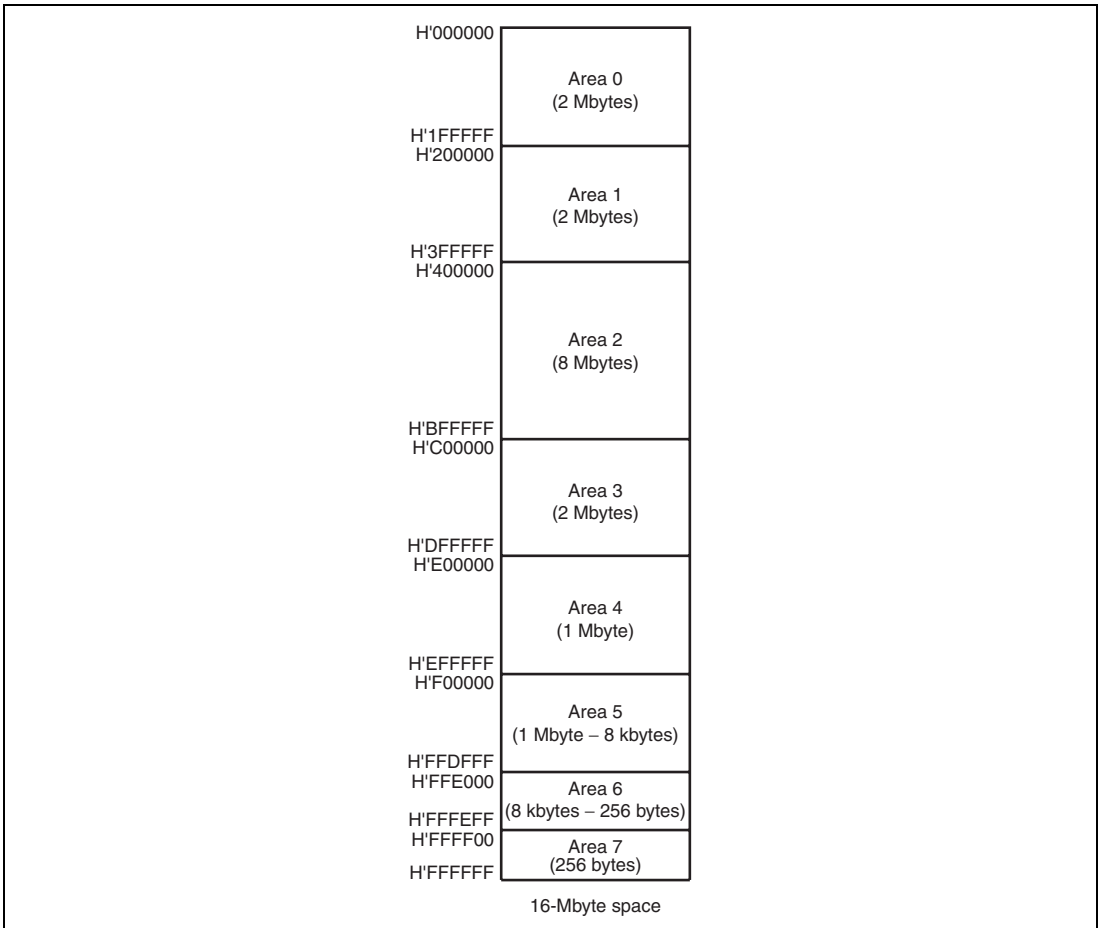 H'000000
Area 0
(2 Mbytes)
H'1FFFFF
H'200000
Area 1
(2 Mbytes)
H'3FFFFF
H'400000
Area 2
(8 Mbytes)
H'BFFFFF
H'C00000
Area 3
(2 Mbytes)
H'DFFFFF
H'E00000
Area 4
(1 Mbyte)
H'EFFFFF
H'F00000
Area 5
(1 Mbyte – 8 kbytes)
H'FFDFFF
H'FFE000
Area 6
(8 kbytes – 256 bytes)
H'FFFEFF
H'FFFF00
Area 7
(256 bytes)
H'FFFFFF
16-Mbyte space